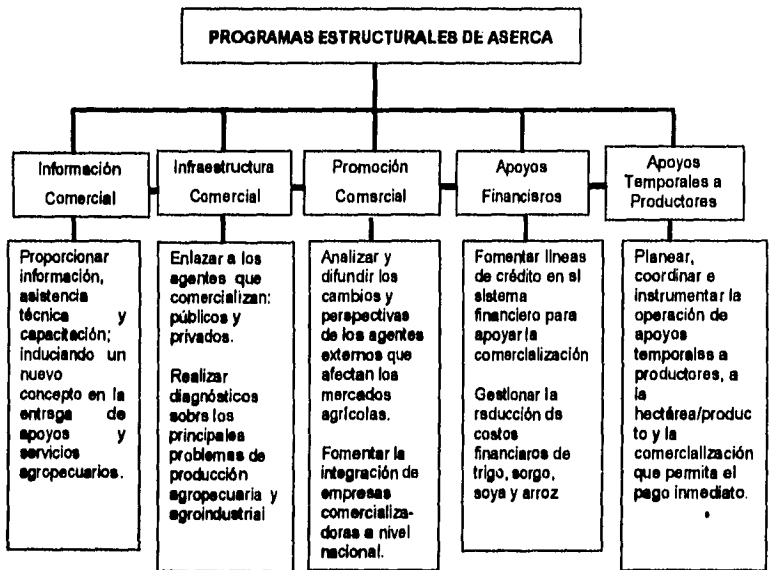 PROGRAMAS ESTRUCTURALES DE ASERCA
Información
Comercial
Infraestructura
Comercial
Promoción
Comercial
Apoyos
Financieros
Apoyos
Temporales a
Productores
Proporcionar
información,
asistencia
técnica y
capacitación;
induciando un
nuevo
concepto en la
entrega de
apoyos y
servicios
agropecuarios.
Enlazar a los
agentes que
comercializan:
públicos y
privados.
Realizar
diagnósticos
sobre los
principales
problemas de
producción
agropecuaria y
agroindustrial
Analizar y
difundir los
cambios y
perspectivas
de los agentes
externos que
afectan los
mercados
agrícolas.
Fomentar la
integración de
empresas
comercializa-
doras a nivel
nacional.
Fomentar líneas
de crédito en el
sistema
financiero para
apoyar la
comercialización
Gestionar la
reducción de
costos
financiaros de
trigo, sorgo,
soya y arroz
Planear,
coordinar e
instrumentar la
operación de
apoyos
temporales a
productores, a
la
hectárea/produc
to y la
comercialización
que permita el
pago inmediato.